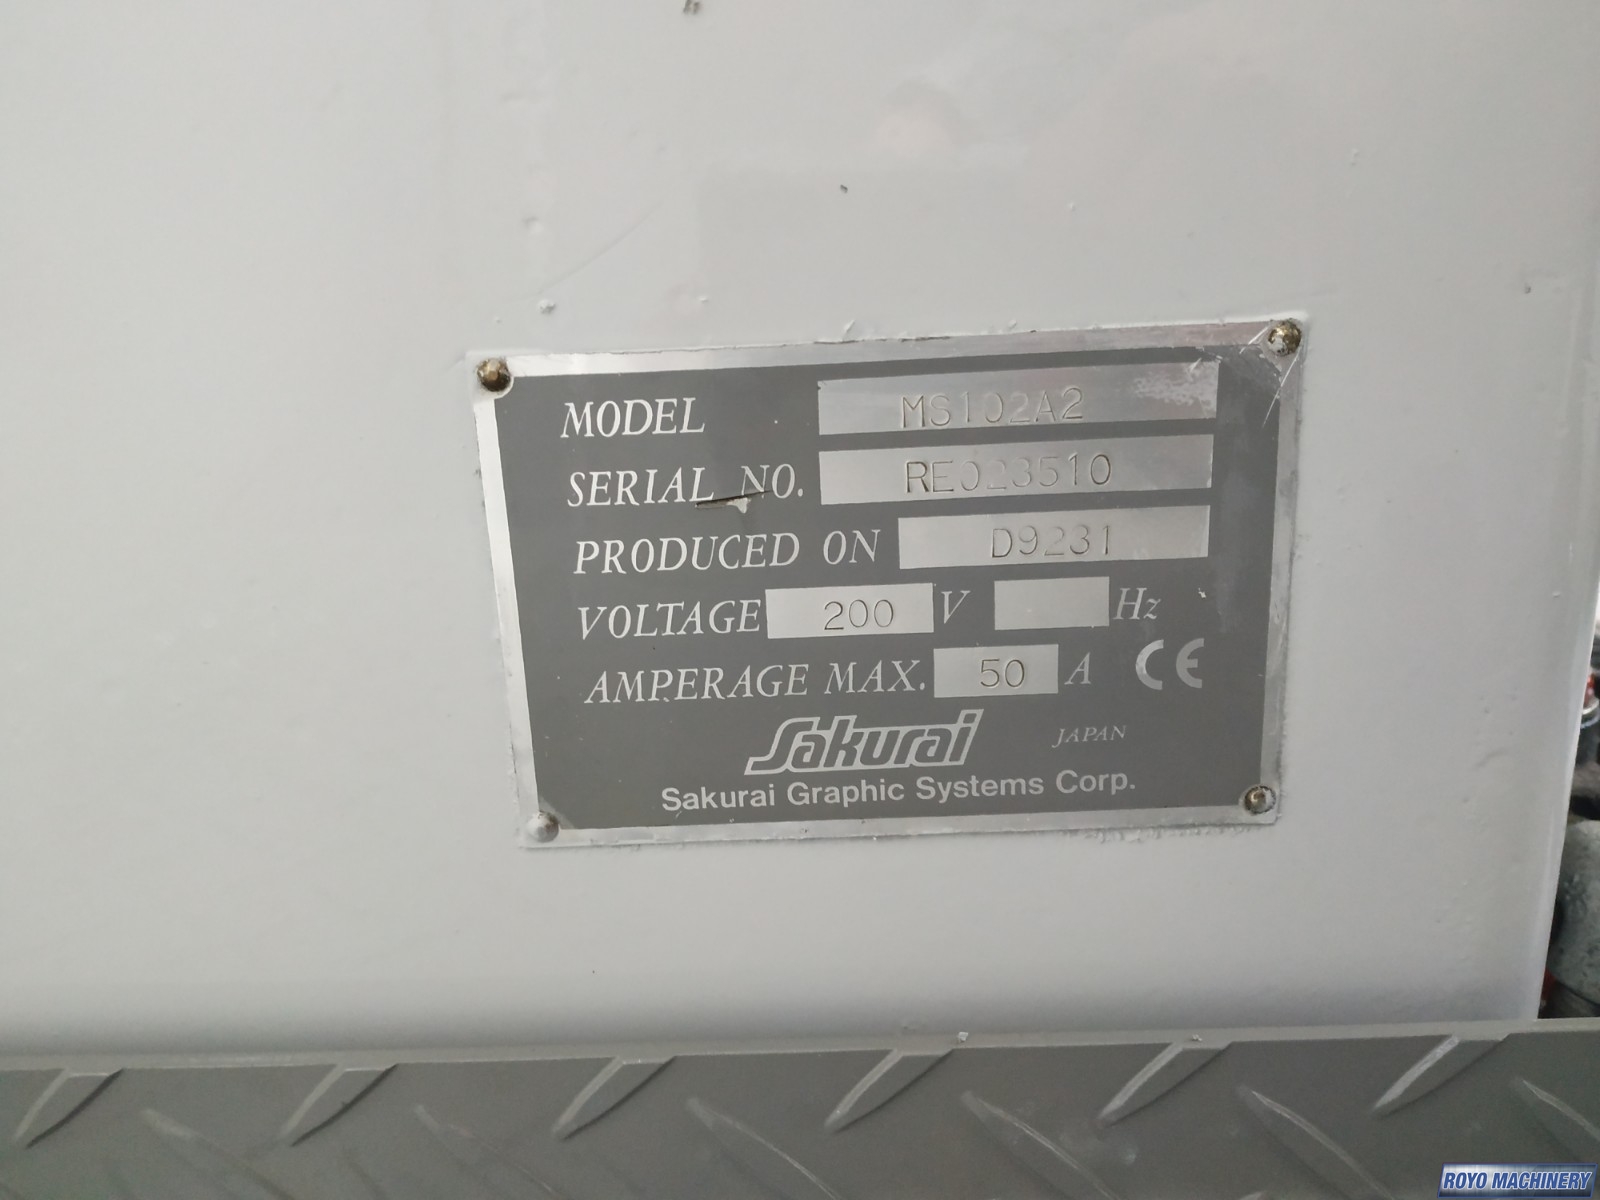 MODEL MS102A2
SERIAL NO. RE023510
PRODUCED ON D9231
VOLTAGE 200 V Hz
AMPERAGE MAX. 50 A CE
Sakurai JAPAN
Sakurai Graphic Systems Corp.
ROYO MACHINERY